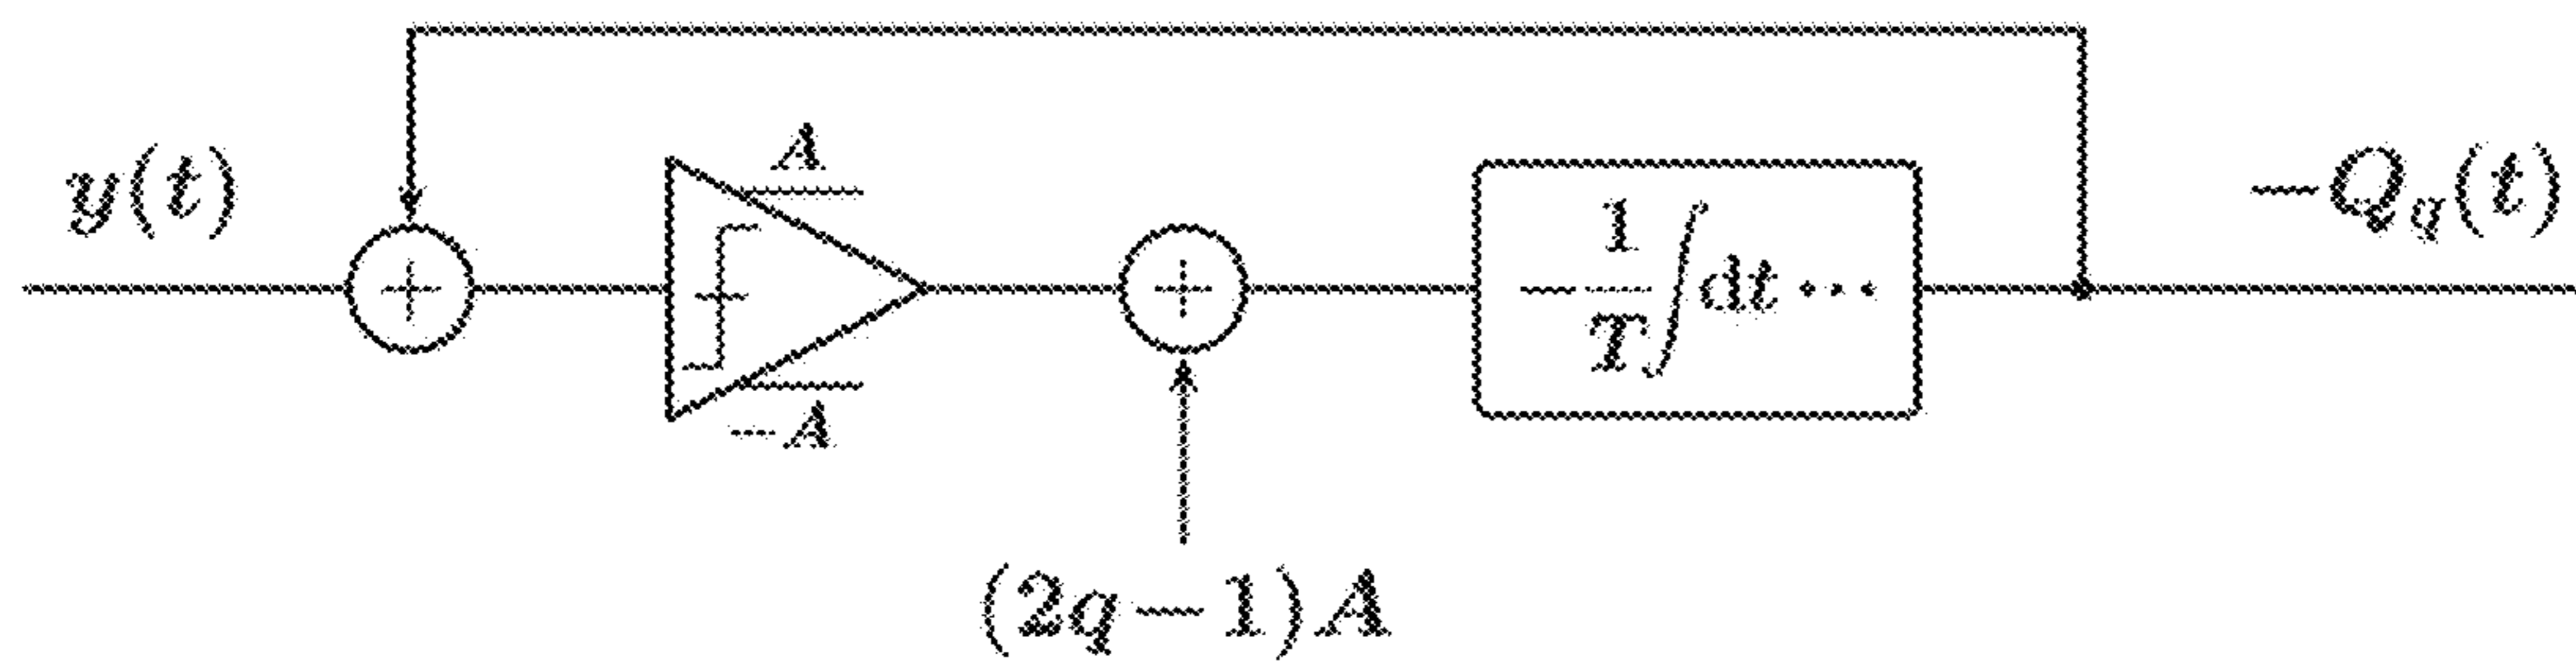 y(t)
A
−A
+
+
(2q−1)A
−1/T∫dt···
−Q_q(t)